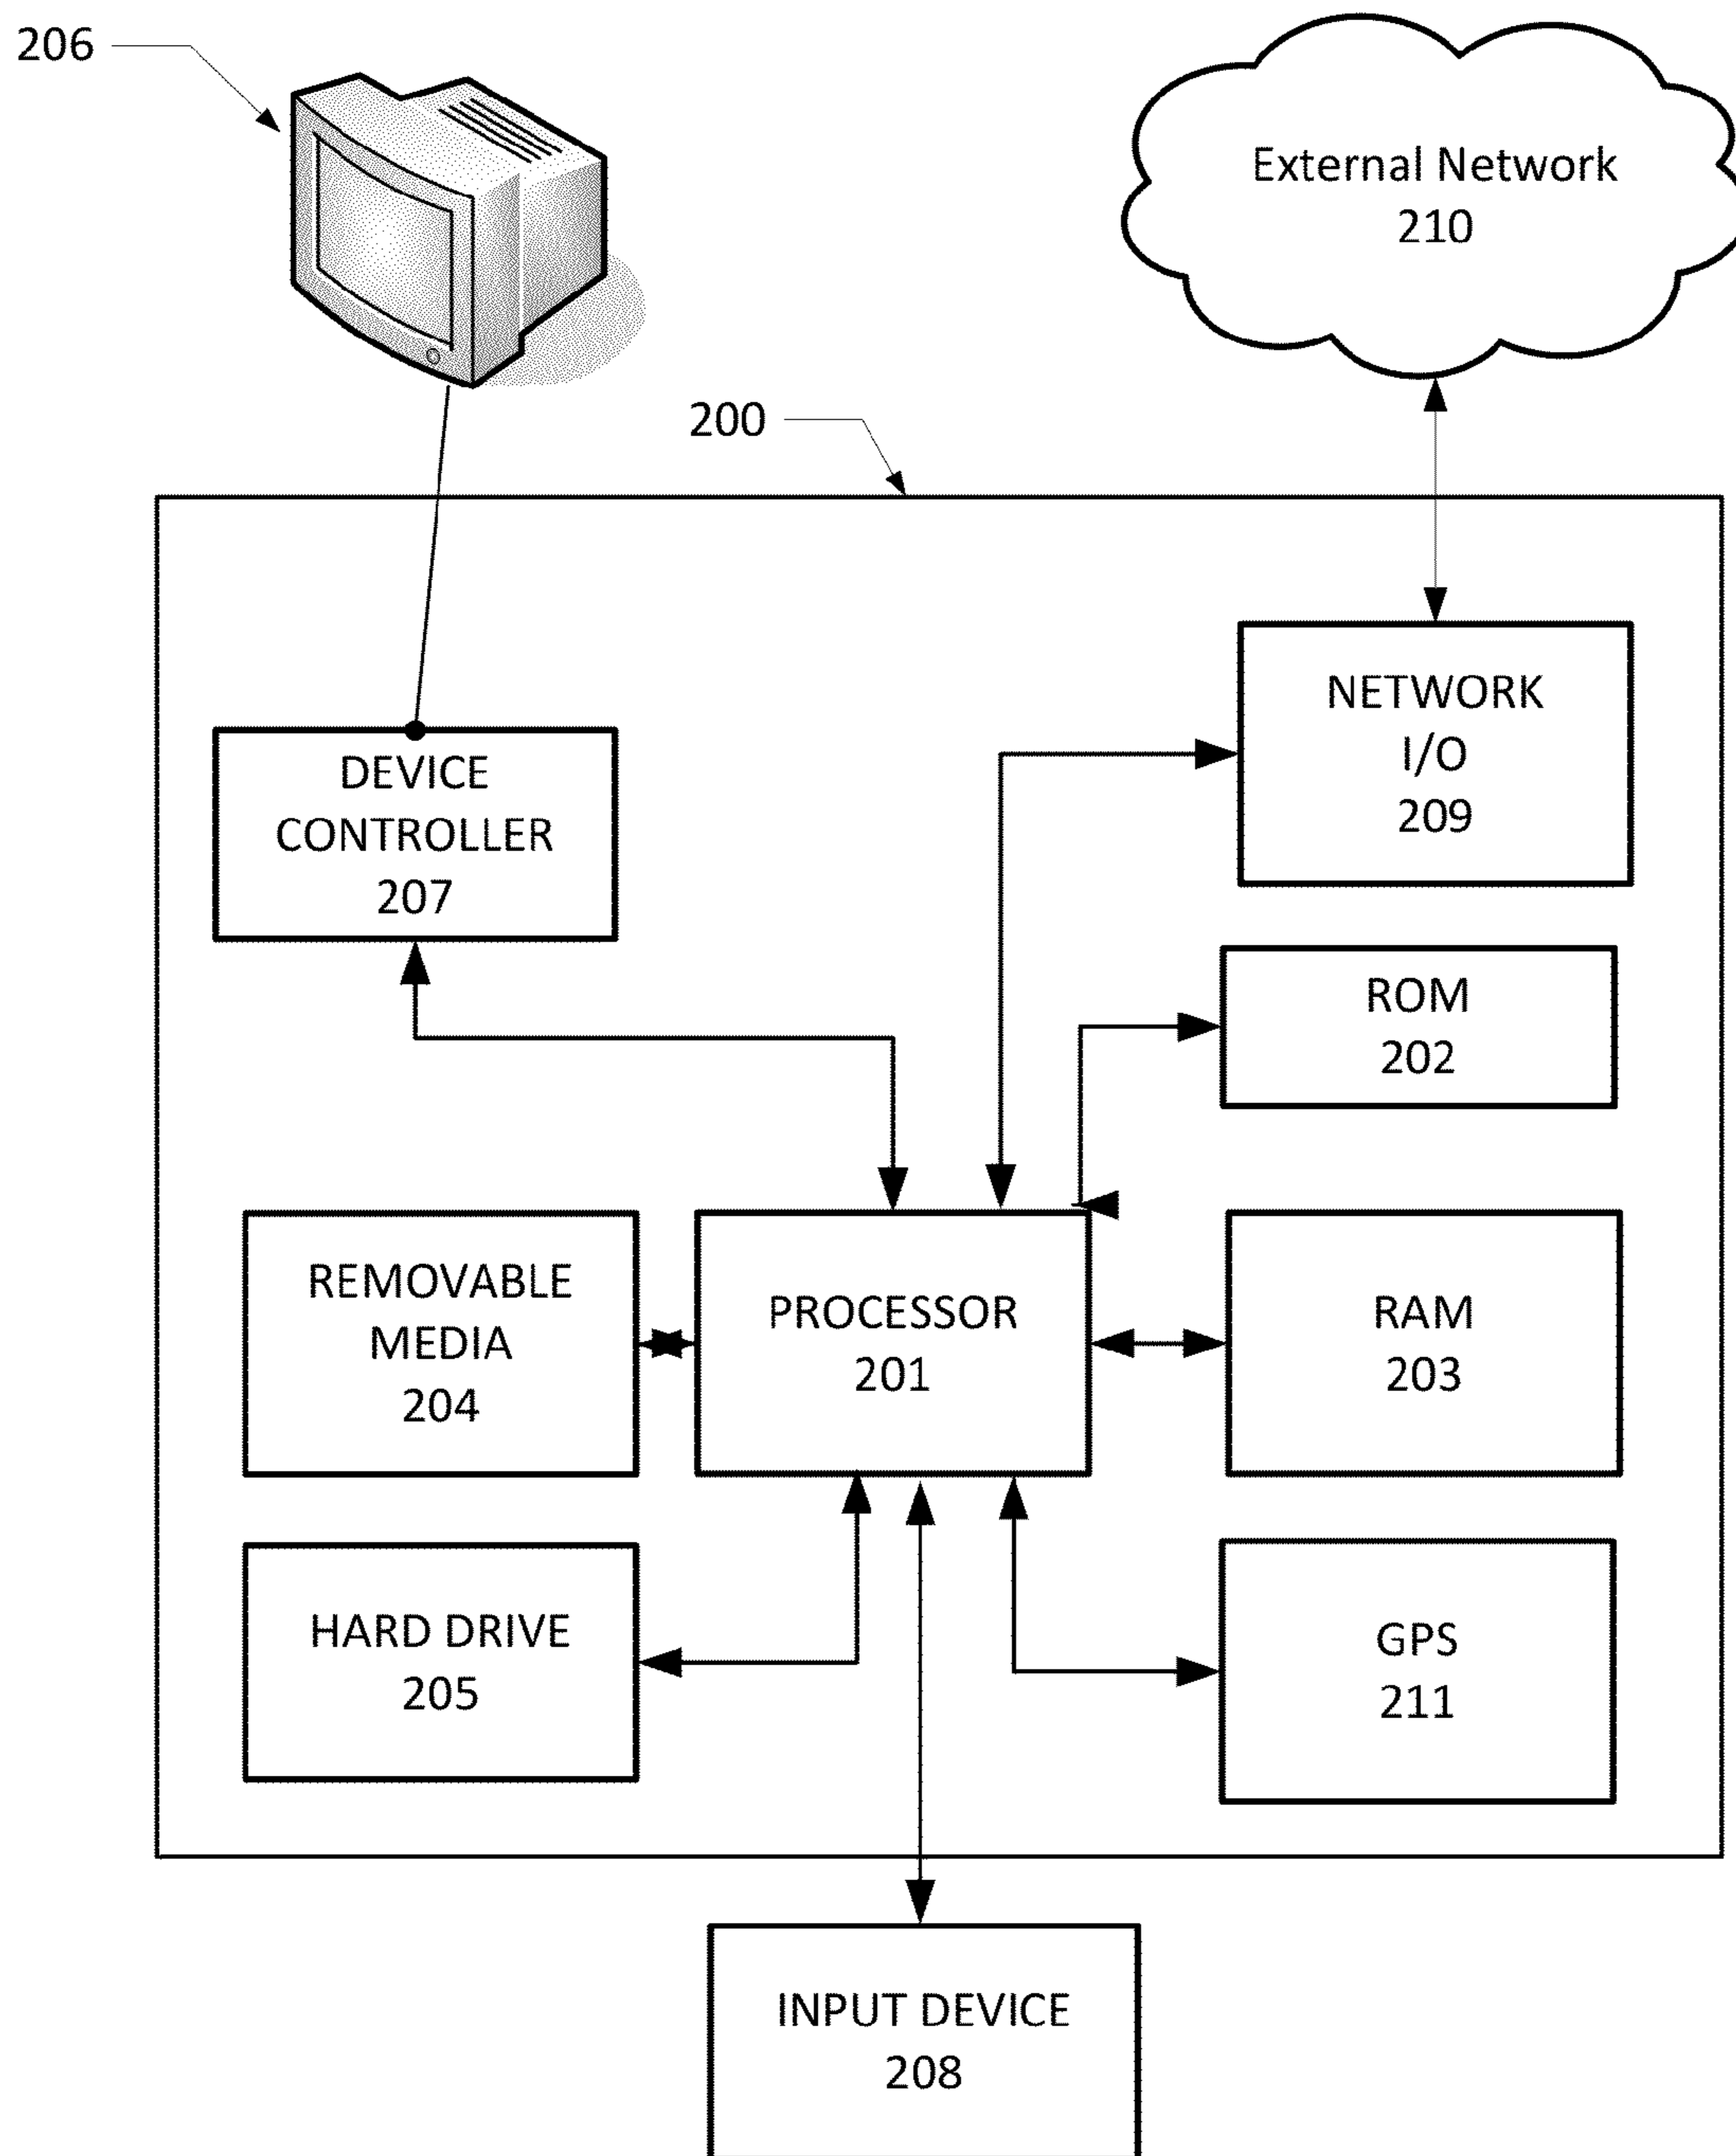 206
External Network
210
200
NETWORK
I/O
209
DEVICE
CONTROLLER
207
ROM
202
REMOVABLE
MEDIA
204
PROCESSOR
201
RAM
203
HARD DRIVE
205
GPS
211
INPUT DEVICE
208